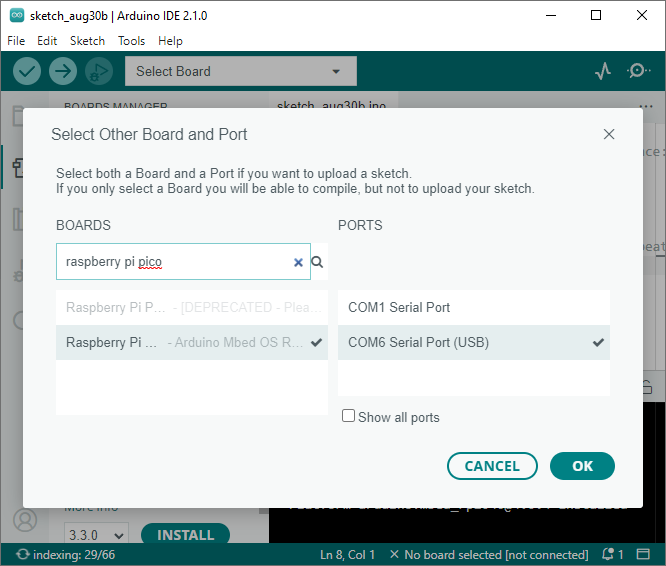 sketch_aug30b | Arduino IDE 2.1.0
File Edit Sketch Tools Help
Select Board
BOARDS MANAGER
sketch_aug30b.ino
Select Other Board and Port
Select both a Board and a Port if you want to upload a sketch.
If you only select a Board you will be able to compile, but not to upload your sketch.
BOARDS
PORTS
raspberry pi pico
Raspberry Pi P... - [DEPRECATED - Plea...
Raspberry Pi ... - Arduino Mbed OS R...
COM1 Serial Port
COM6 Serial Port (USB)
Show all ports
CANCEL
OK
More info
3.3.0
INSTALL
indexing: 29/66
Ln 8, Col 1
No board selected [not connected]
1